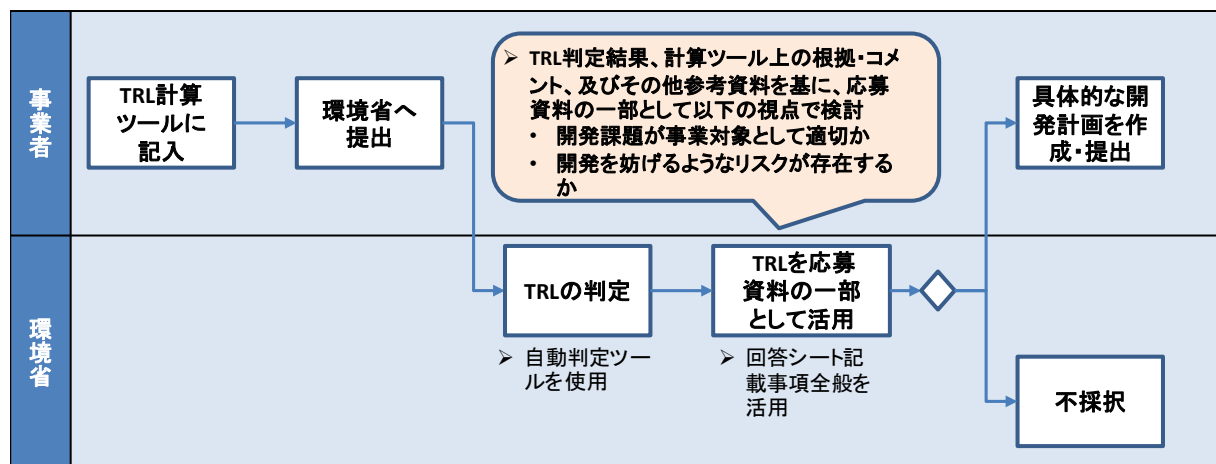 事業者
TRL計算
ツールに
記入
環境省へ
提出
➢ TRL判定結果、計算ツール上の根拠・コ
メント、及びその他参考資料を基に、応募
資料の一部として以下の視点で検討
• 開発課題が事業対象として適切か
• 開発を妨げるようなリスクが存在する
か
具体的な開
発計画を作
成・提出
環境省
TRLの判定
➢ 自動判定ツー
ルを使用
TRLを応募
資料の一部
として活用
➢ 回答シート記
載事項全般を
活用
不採択